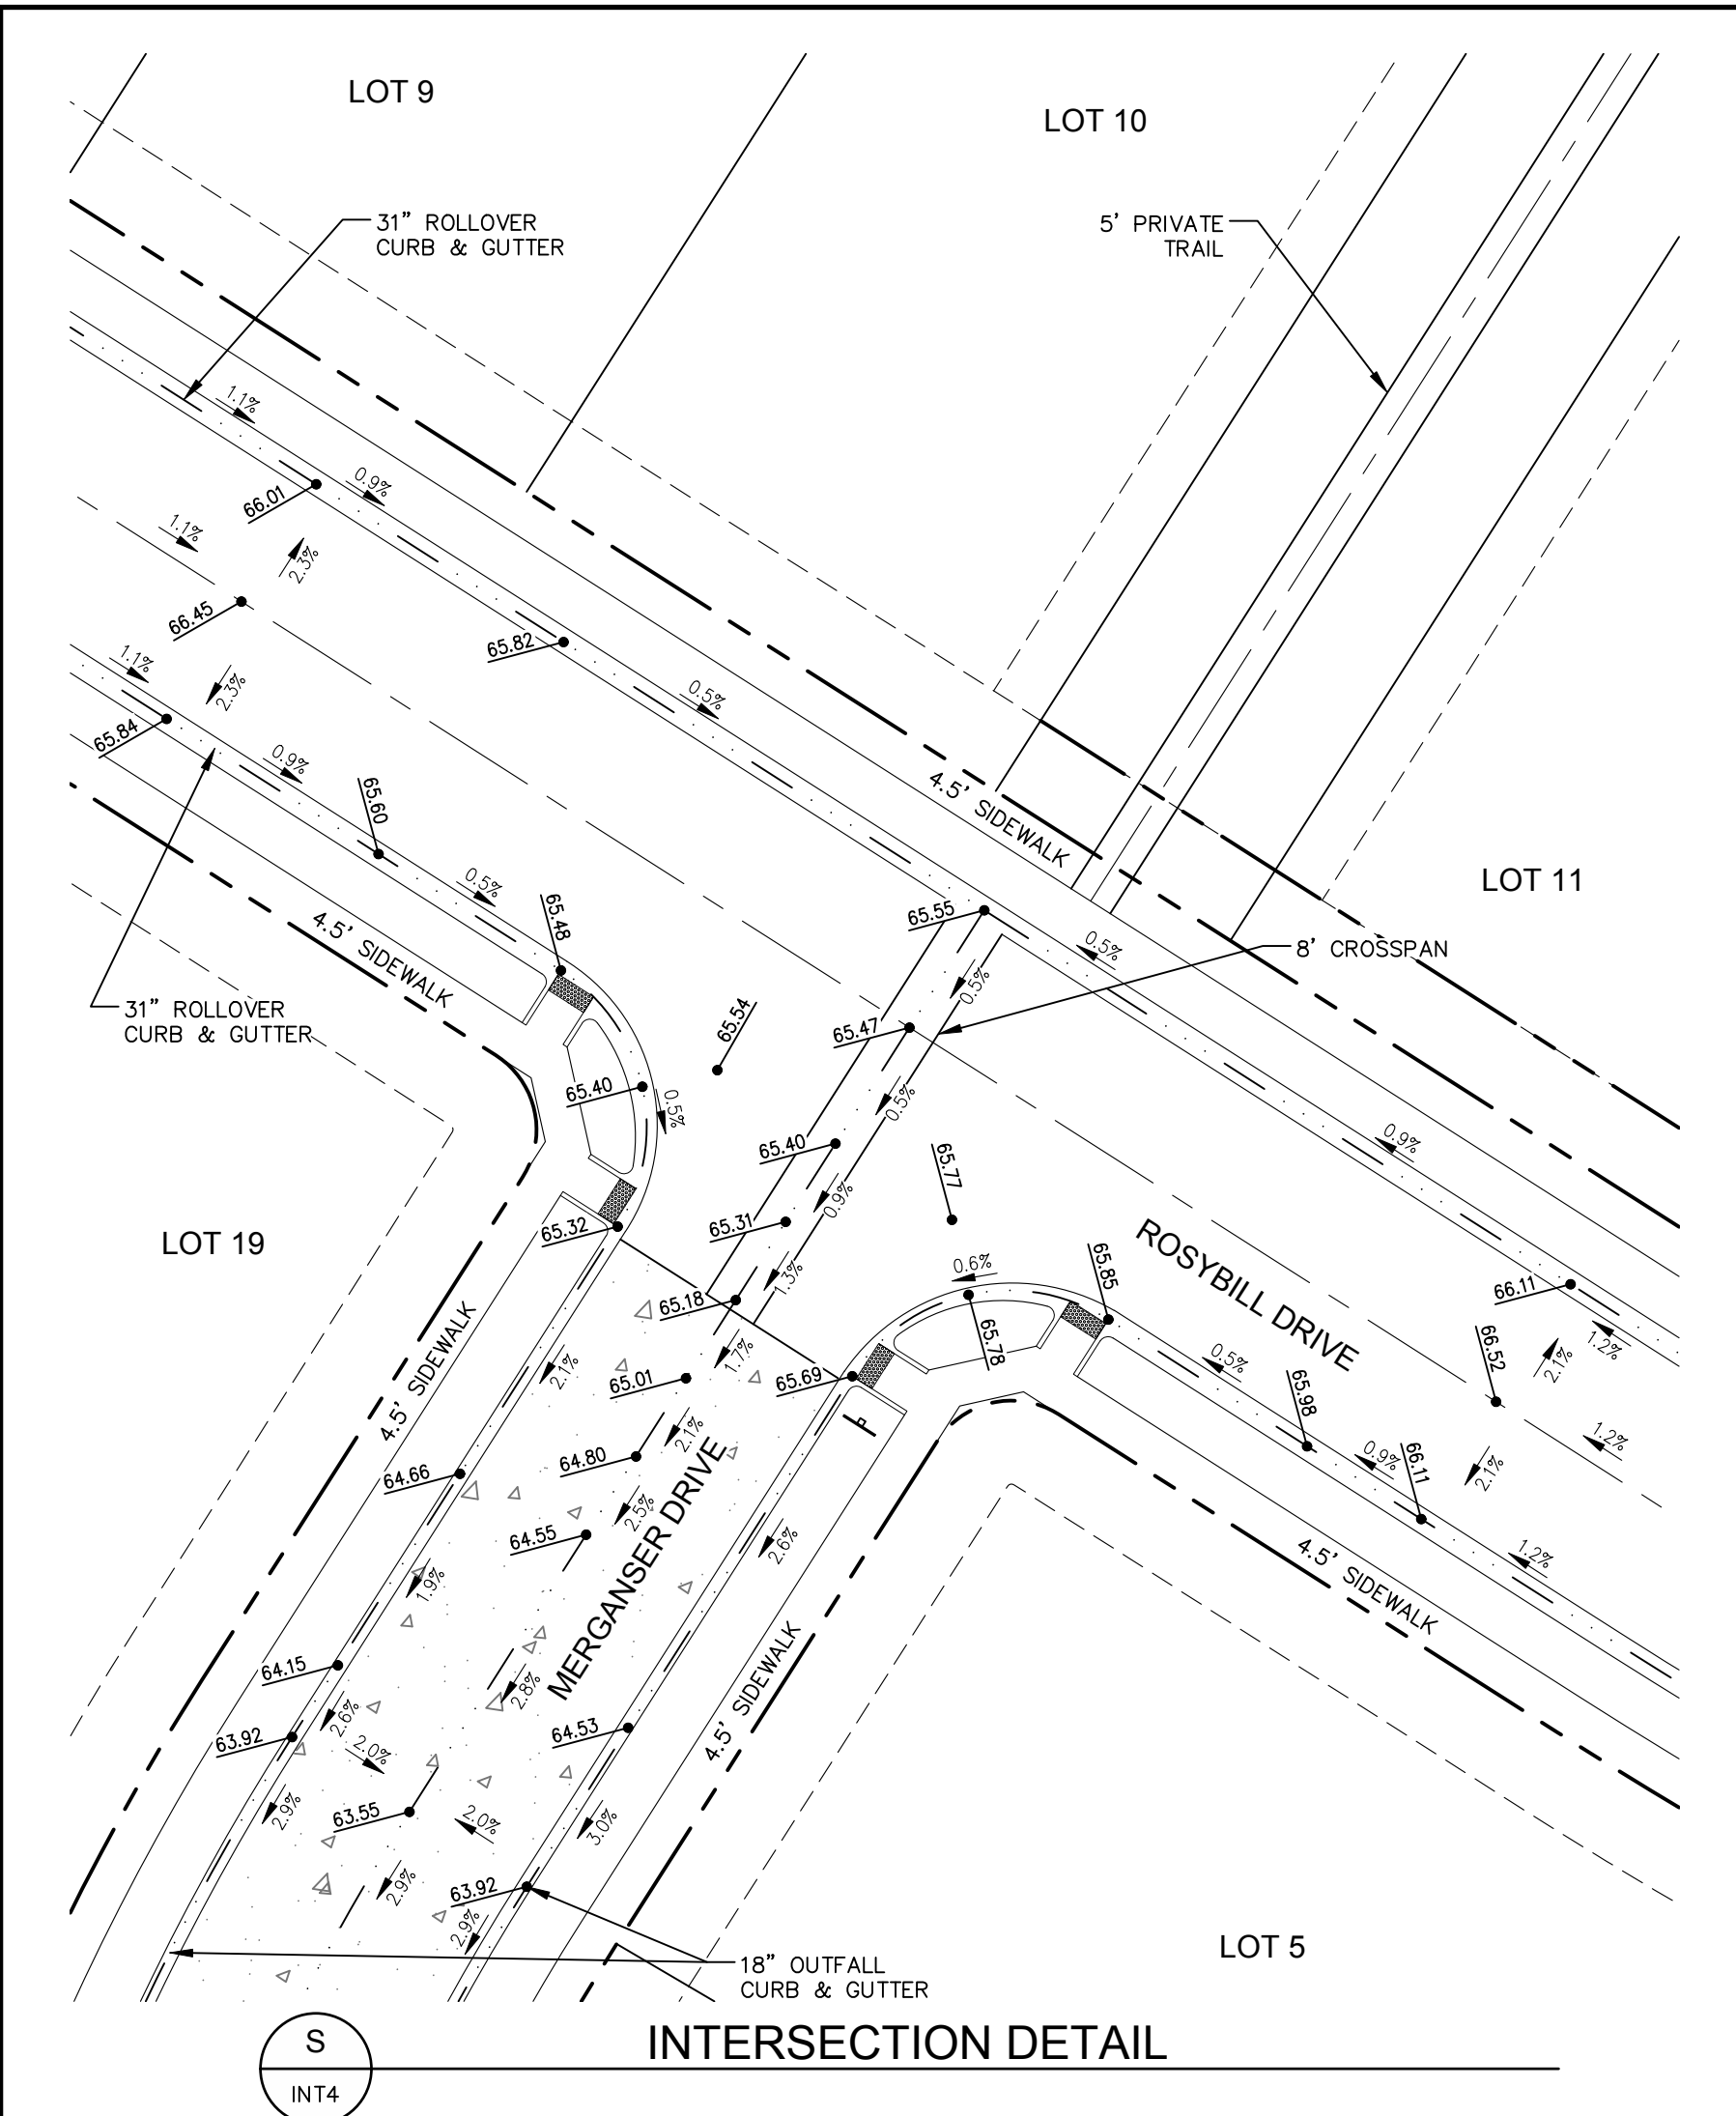 LOT 9
LOT 10
31” ROLLOVER
CURB & GUTTER
5’ PRIVATE
TRAIL
1.1%
66.01
0.9%
1.1%
2.3%
66.45
65.82
1.1%
2.3%
0.5%
65.84
0.9%
65.60
4.5’ SIDEWALK
LOT 11
0.5%
65.48
65.55
0.5%
8’ CROSSPAN
4.5’ SIDEWALK
0.5%
31” ROLLOVER
CURB & GUTTER
65.54
65.47
65.40
0.5%
0.5%
65.40
0.9%
65.77
0.9%
LOT 19
65.32
65.31
ROSYBILL DRIVE
1.3%
0.6%
65.85
66.11
65.18
65.78
66.52
1.2%
4.5’ SIDEWALK
2.1%
1.7%
0.5%
2.1%
65.01
65.69
65.98
2.1%
0.9%
66.11
1.2%
64.66
64.80
2.1%
2.5%
64.55
2.6%
1.2%
MERGANSER DRIVE
1.9%
4.5’ SIDEWALK
64.15
4.5’ SIDEWALK
2.8%
2.6%
63.92
64.53
2.0%
2.9%
63.55
2.0%
3.0%
2.9%
63.92
2.9%
18” OUTFALL
CURB & GUTTER
LOT 5
S
INT4
INTERSECTION DETAIL